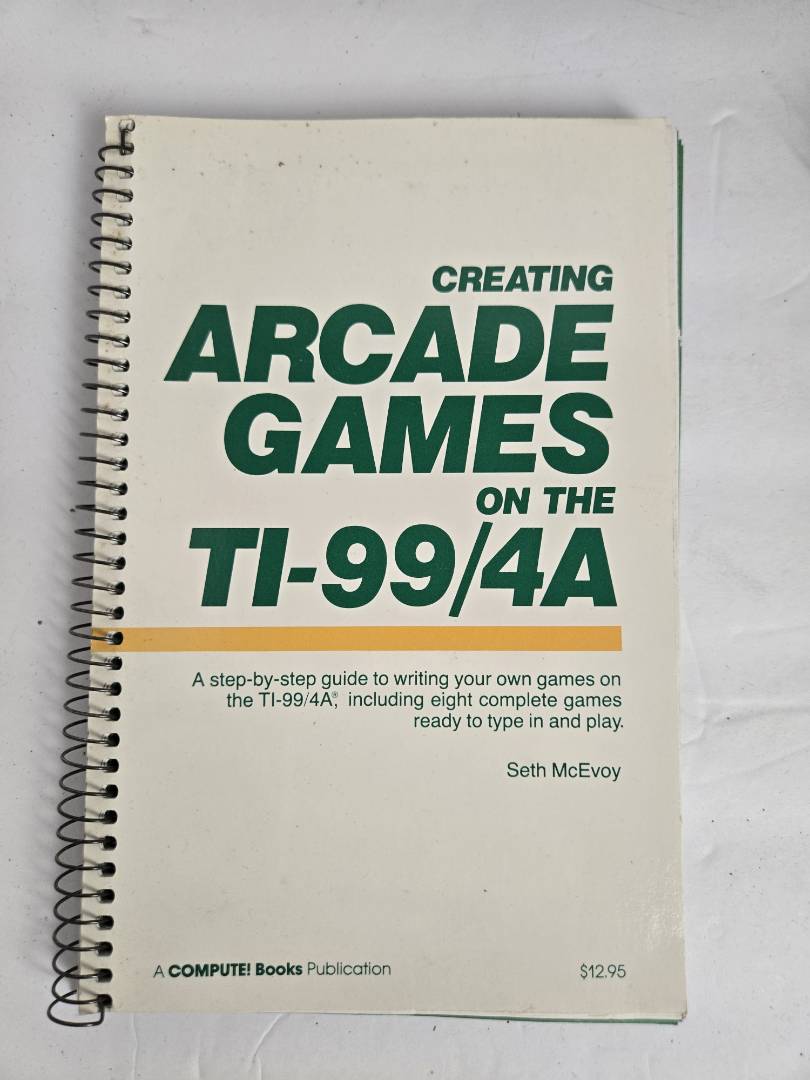 CREATING
ARCADE
GAMES
ON THE
TI-99/4A
A step-by-step guide to writing your own games on
the TI-99/4A®, including eight complete games
ready to type in and play.
Seth McEvoy
A COMPUTE! Books Publication
$12.95